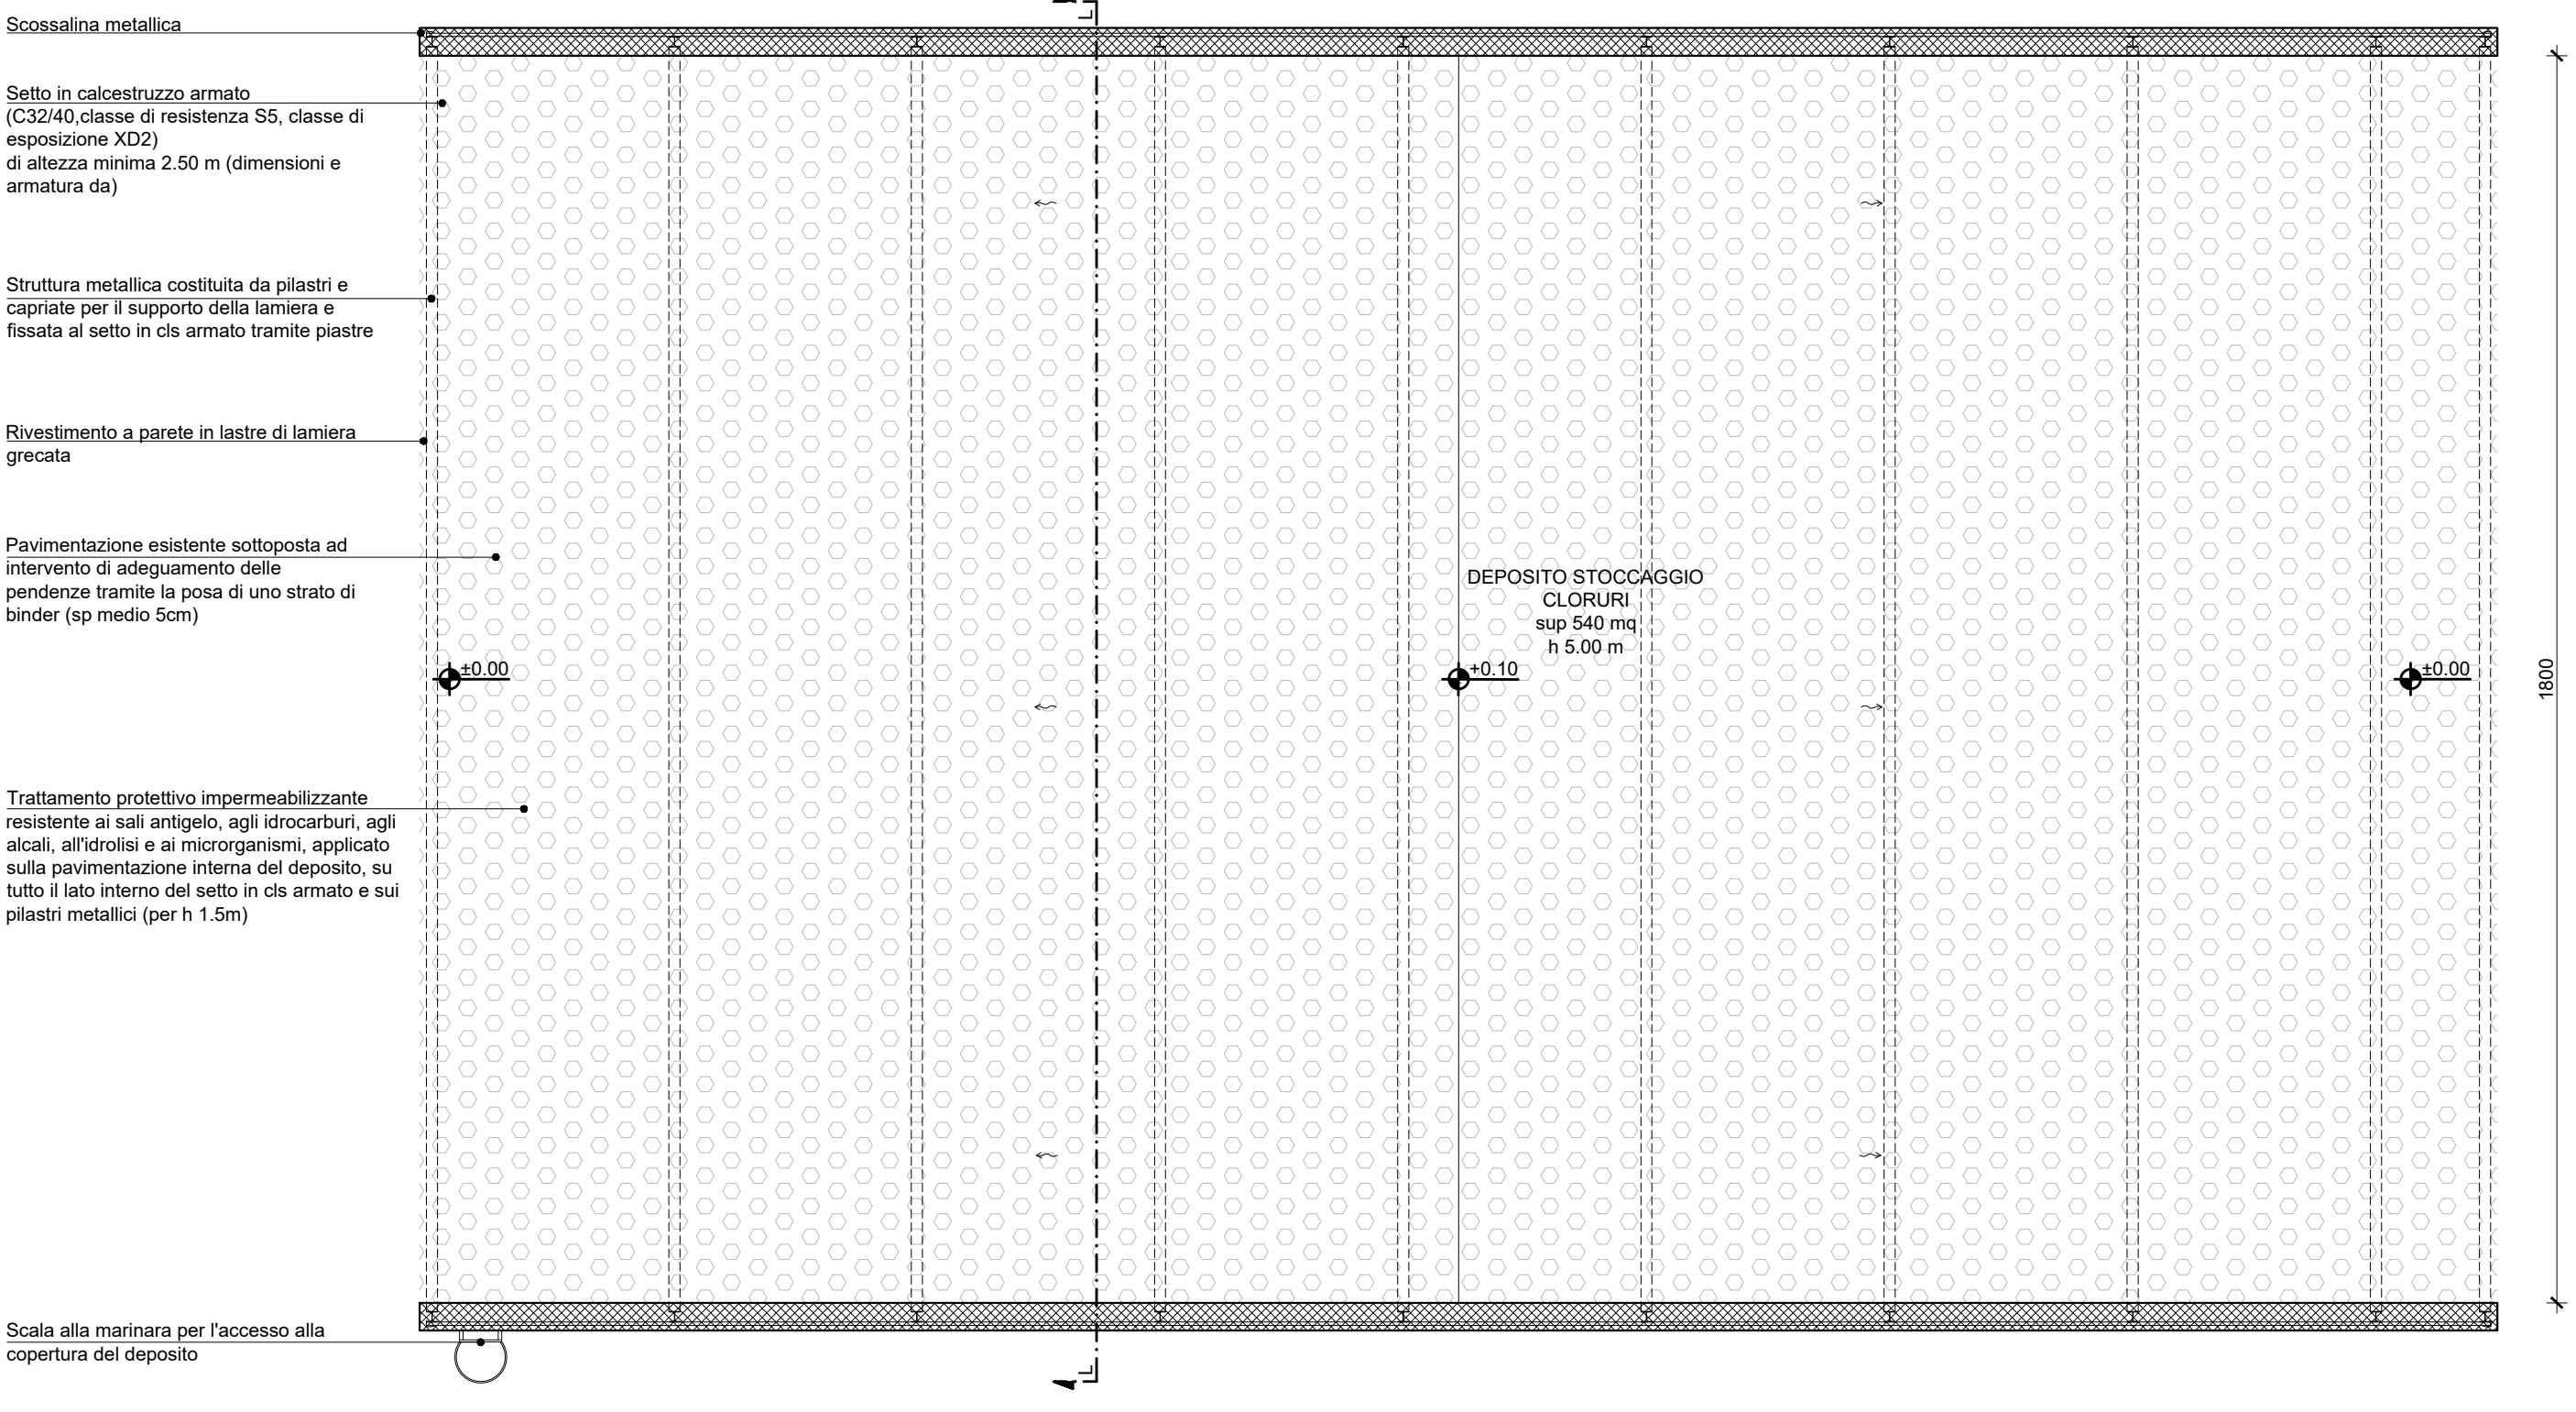 Scossalina metallica
Setto in calcestruzzo armato
(C32/40,classe di resistenza S5, classe di
esposizione XD2)
di altezza minima 2.50 m (dimensioni e
armatura da)
Struttura metallica costituita da pilastri e
capriate per il supporto della lamiera e
fissata al setto in cls armato tramite piastre
Rivestimento a parete in lastre di lamiera
grecata
Pavimentazione esistente sottoposta ad
intervento di adeguamento delle
pendenze tramite la posa di uno strato di
binder (sp medio 5cm)
Trattamento protettivo impermeabilizzante
resistente ai sali antigelo, agli idrocarburi, agli
alcali, all'idrolisi e ai microrganismi, applicato
sulla pavimentazione interna del deposito, su
tutto il lato interno del setto in cls armato e sui
pilastri metallici (per h 1.5m)
Scala alla marinara per l'accesso alla
copertura del deposito
L
±0.00
DEPOSITO STOCCAGGIO
CLORURI
sup 540 mq
h 5.00 m
+0.10
±0.00
1800
L